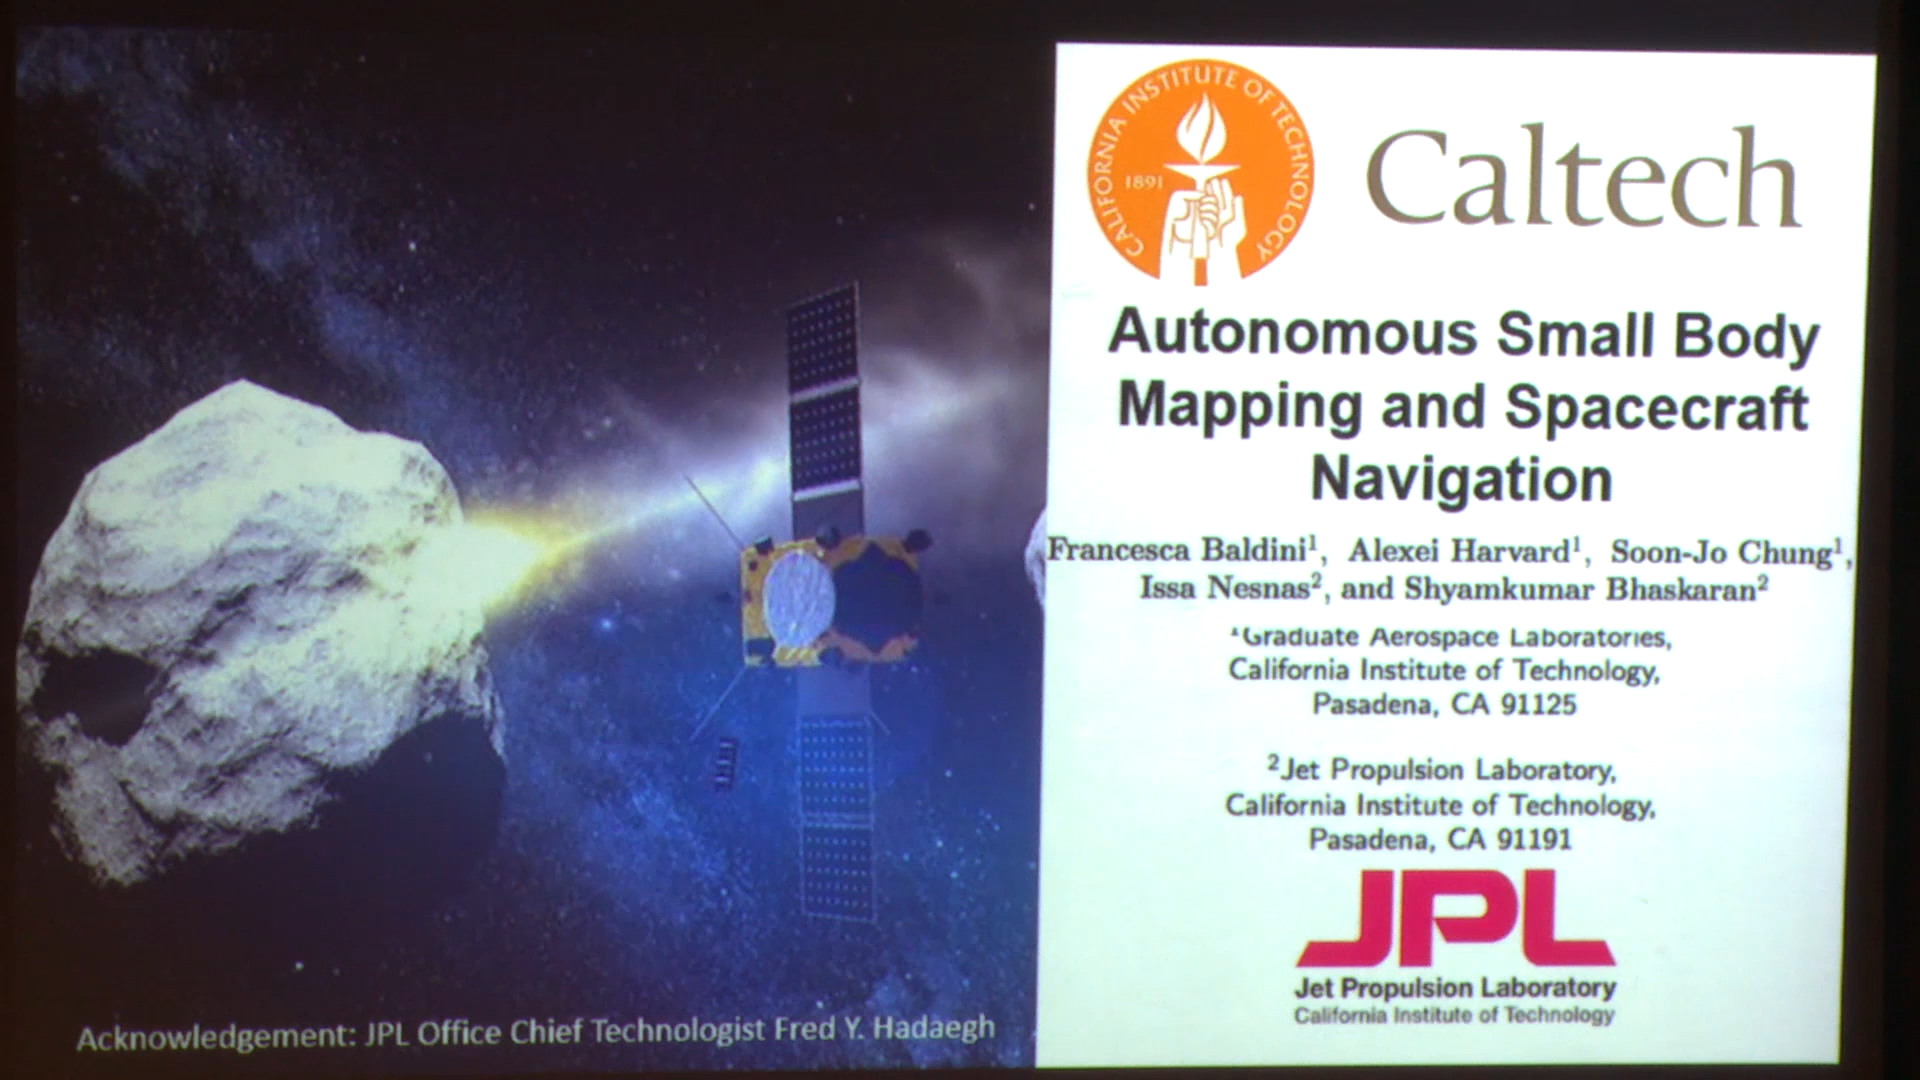 CALIFORNIA INSTITUTE OF TECHNOLOGY
1891
Caltech
Autonomous Small Body
Mapping and Spacecraft
Navigation
Francesca Baldini¹, Alexei Harvard¹, Soon-Jo Chung¹,
Issa Nesnas², and Shyamkumar Bhaskaran²
¹Graduate Aerospace Laboratories,
California Institute of Technology,
Pasadena, CA 91125
²Jet Propulsion Laboratory,
California Institute of Technology,
Pasadena, CA 91191
JPL
Jet Propulsion Laboratory
California Institute of Technology
Acknowledgement: JPL Office Chief Technologist Fred Y. Hadaegh